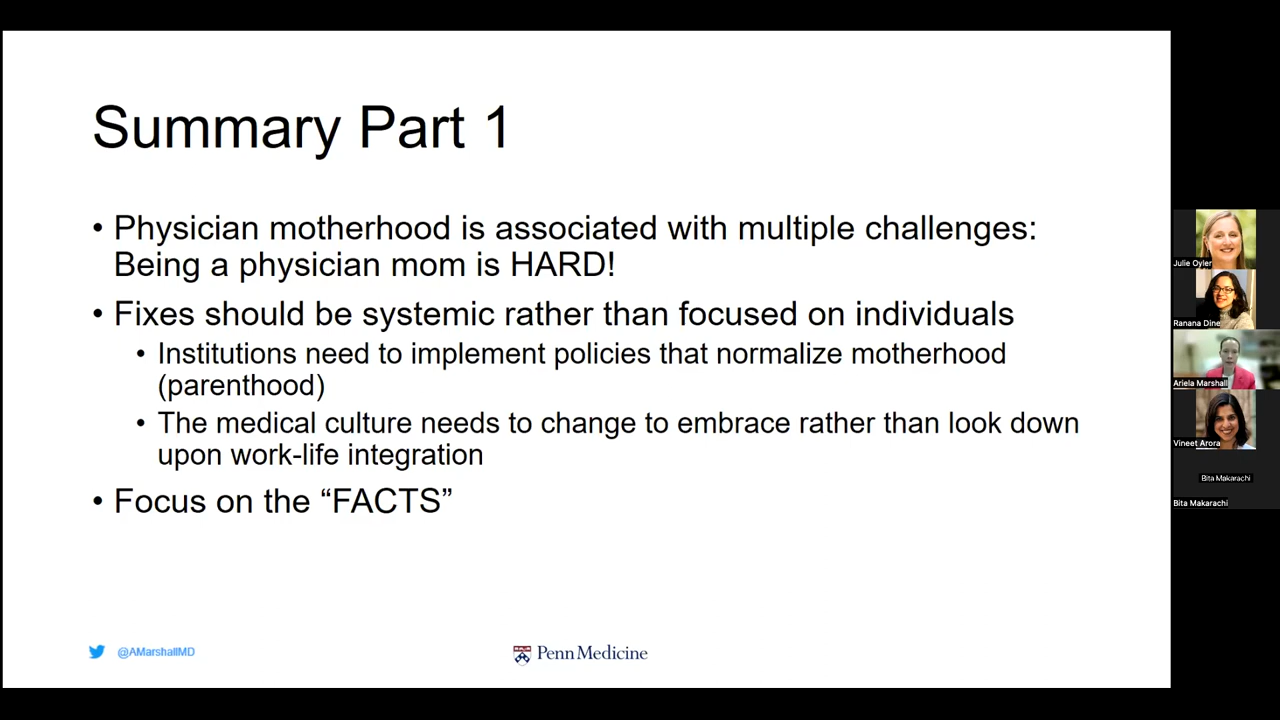 Summary Part 1
• Physician motherhood is associated with multiple challenges:
Being a physician mom is HARD!
• Fixes should be systemic rather than focused on individuals
• Institutions need to implement policies that normalize motherhood
(parenthood)
• The medical culture needs to change to embrace rather than look down
upon work-life integration
• Focus on the “FACTS”
@AMarshallMD
Penn Medicine
Julie Oyler
Ranana Dine
Ariela Marshall
Vineet Arora
Bita Makarachi
Bita Makarachi